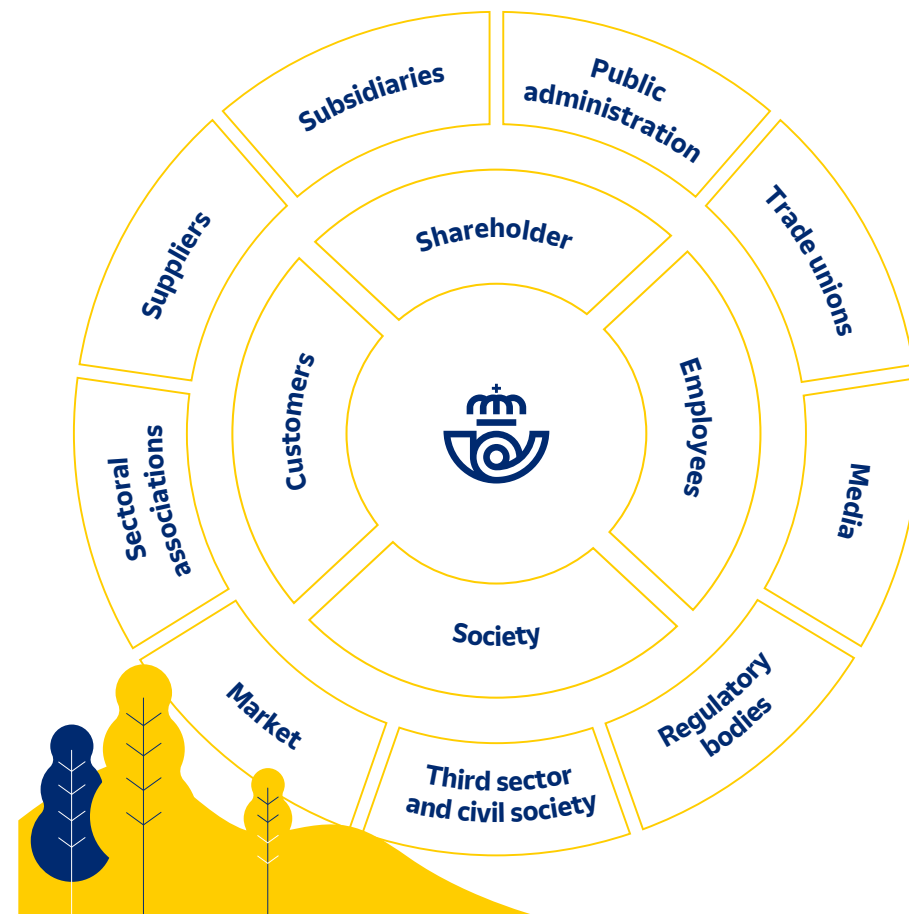 Subsidiaries
Public
administration
Trade unions
Media
Regulatory
bodies
Third sector
and civil society
Market
Sectoral
associations
Suppliers
Shareholder
Employees
Society
Customers